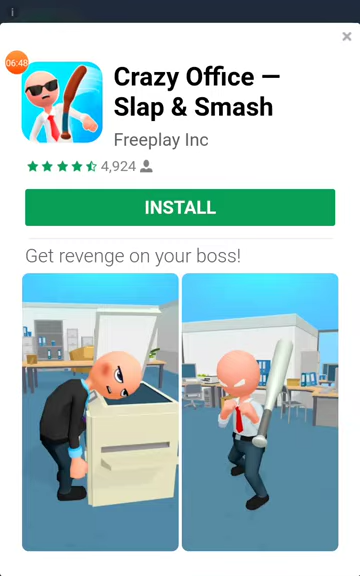 06:48
Crazy Office —
Slap & Smash
Freeplay Inc
4,924
INSTALL
Get revenge on your boss!